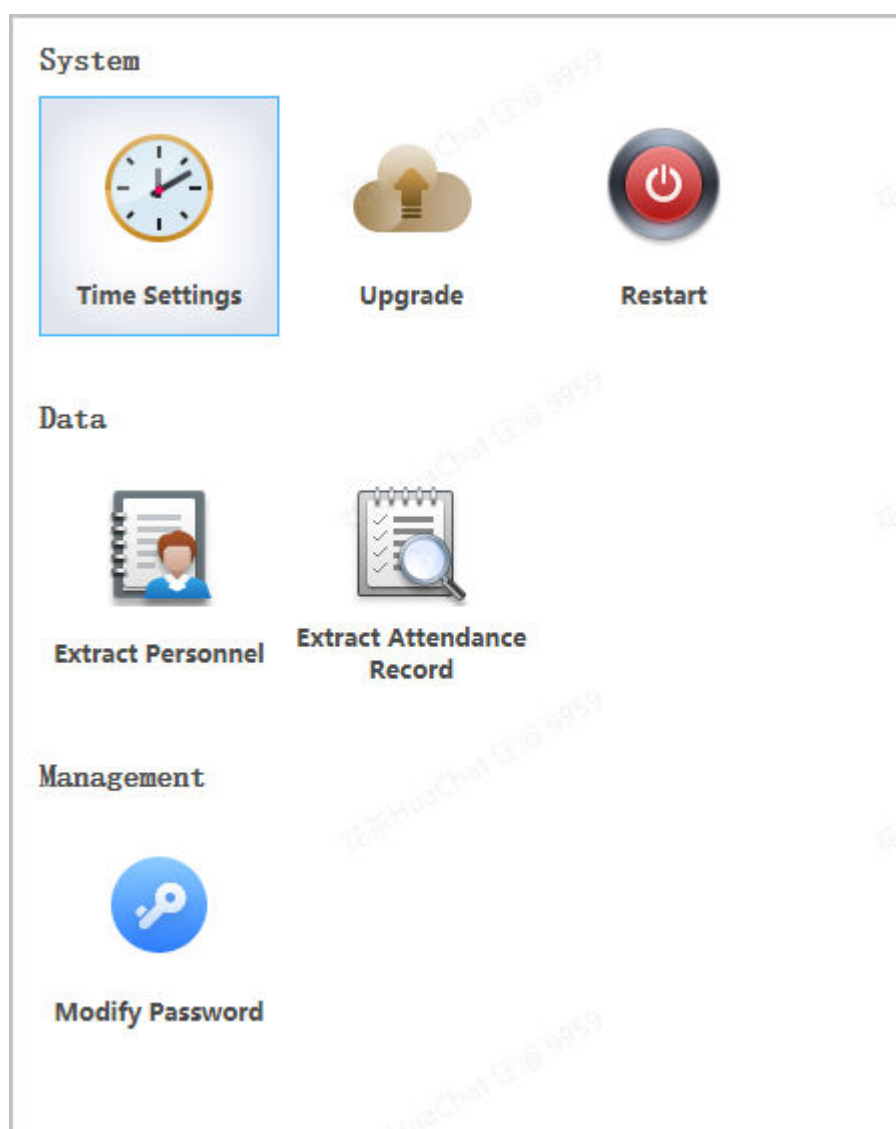 System
Time Settings
Upgrade
Restart
Data
Extract Personnel
Extract Attendance
Record
Management
Modify Password